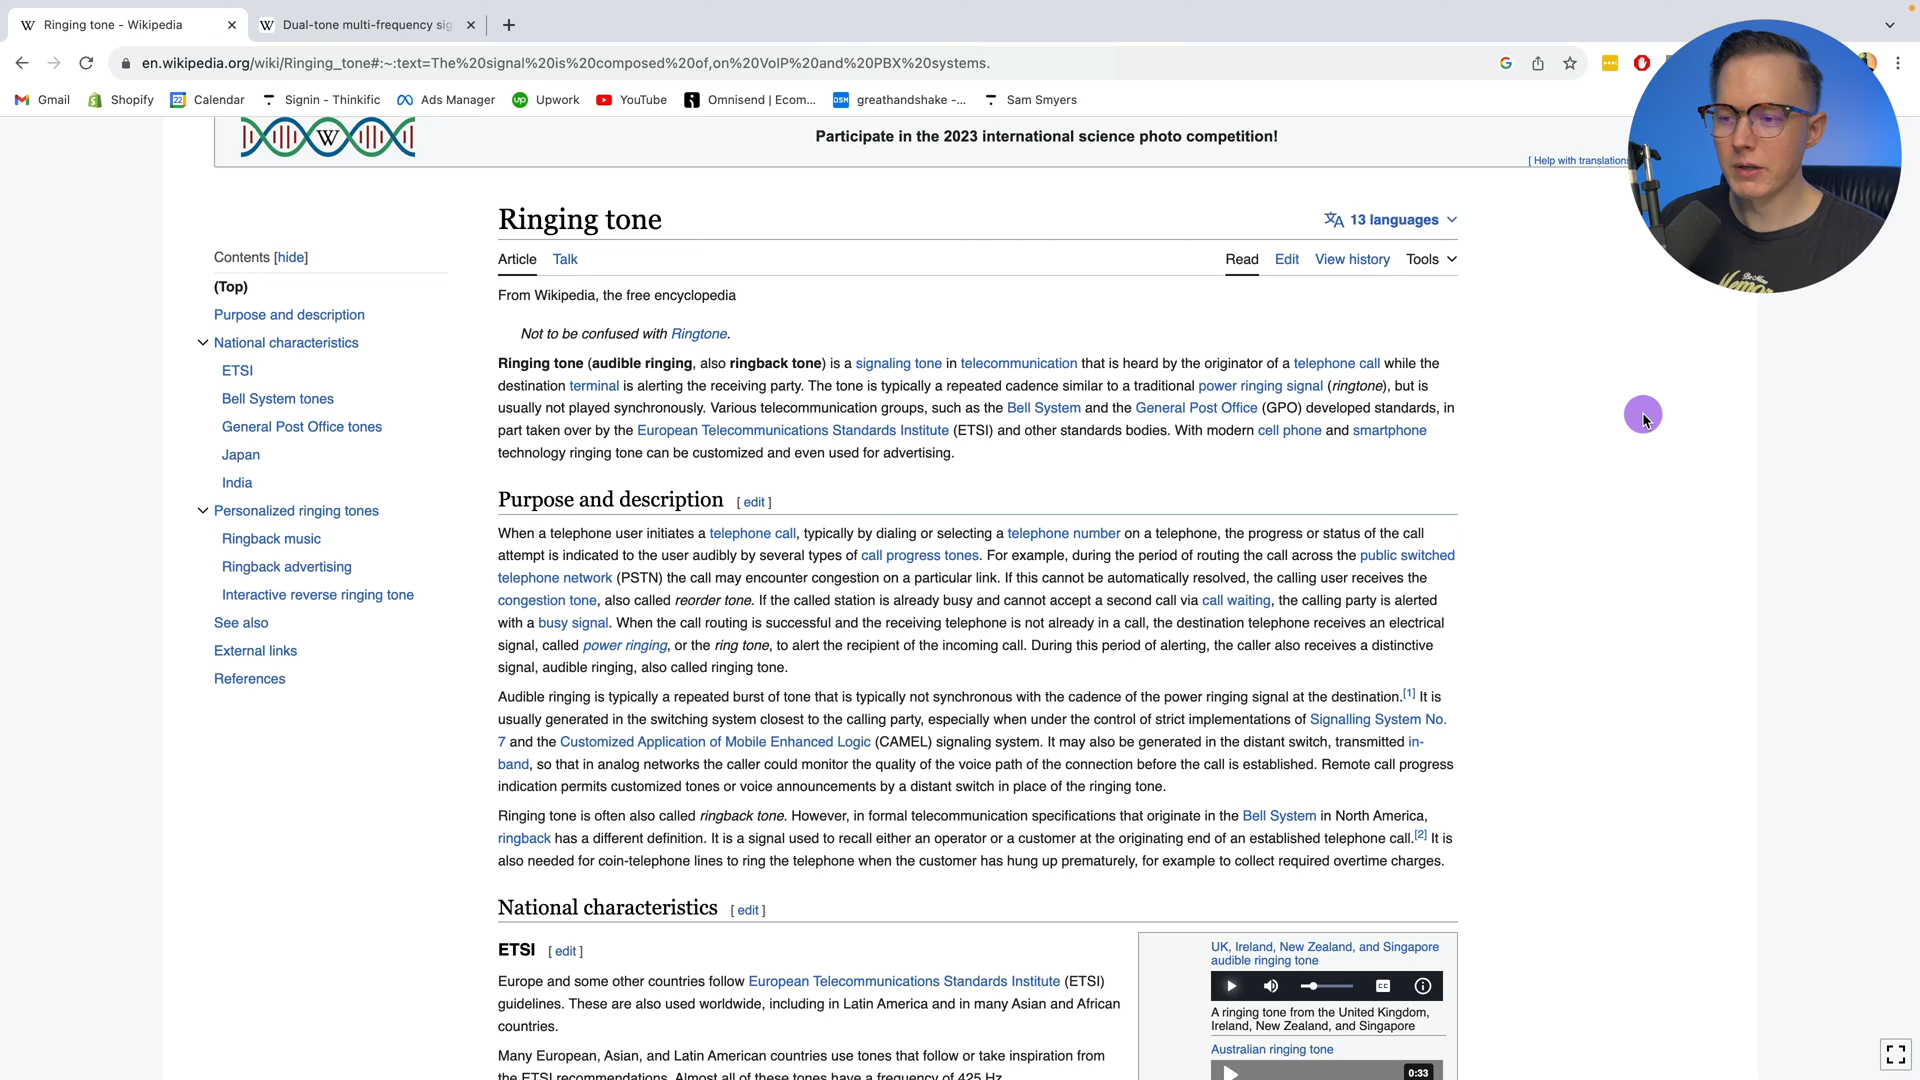 Ringing tone - Wikipedia
Dual-tone multi-frequency sig
en.wikipedia.org/wiki/Ringing_tone#:~:text=The%20signal%20is%20composed%20of,on%20VoIP%20and%20PBX%20systems.
Gmail Shopify Calendar Signin - Thinkific Ads Manager Upwork YouTube Omnisend | Ecom... greathandshake -... Sam Smyers
Participate in the 2023 international science photo competition!
[ Help with translations
Ringing tone
13 languages
Contents [hide]
(Top)
Purpose and description
National characteristics
ETSI
Bell System tones
General Post Office tones
Japan
India
Personalized ringing tones
Ringback music
Ringback advertising
Interactive reverse ringing tone
See also
External links
References
Article Talk
Read Edit View history Tools
From Wikipedia, the free encyclopedia
Not to be confused with Ringtone.
Ringing tone (audible ringing, also ringback tone) is a signaling tone in telecommunication that is heard by the originator of a telephone call while the
destination terminal is alerting the receiving party. The tone is typically a repeated cadence similar to a traditional power ringing signal (ringtone), but is
usually not played synchronously. Various telecommunication groups, such as the Bell System and the General Post Office (GPO) developed standards, in
part taken over by the European Telecommunications Standards Institute (ETSI) and other standards bodies. With modern cell phone and smartphone
technology ringing tone can be customized and even used for advertising.
Purpose and description [ edit ]
When a telephone user initiates a telephone call, typically by dialing or selecting a telephone number on a telephone, the progress or status of the call
attempt is indicated to the user audibly by several types of call progress tones. For example, during the period of routing the call across the public switched
telephone network (PSTN) the call may encounter congestion on a particular link. If this cannot be automatically resolved, the calling user receives the
congestion tone, also called reorder tone. If the called station is already busy and cannot accept a second call via call waiting, the calling party is alerted
with a busy signal. When the call routing is successful and the receiving telephone is not already in a call, the destination telephone receives an electrical
signal, called power ringing, or the ring tone, to alert the recipient of the incoming call. During this period of alerting, the caller also receives a distinctive
signal, audible ringing, also called ringing tone.
Audible ringing is typically a repeated burst of tone that is typically not synchronous with the cadence of the power ringing signal at the destination.[1] It is
usually generated in the switching system closest to the calling party, especially when under the control of strict implementations of Signalling System No.
7 and the Customized Application of Mobile Enhanced Logic (CAMEL) signaling system. It may also be generated in the distant switch, transmitted in-
band, so that in analog networks the caller could monitor the quality of the voice path of the connection before the call is established. Remote call progress
indication permits customized tones or voice announcements by a distant switch in place of the ringing tone.
Ringing tone is often also called ringback tone. However, in formal telecommunication specifications that originate in the Bell System in North America,
ringback has a different definition. It is a signal used to recall either an operator or a customer at the originating end of an established telephone call.[2] It is
also needed for coin-telephone lines to ring the telephone when the customer has hung up prematurely, for example to collect required overtime charges.
National characteristics [ edit ]
ETSI [ edit ]
Europe and some other countries follow European Telecommunications Standards Institute (ETSI)
guidelines. These are also used worldwide, including in Latin America and in many Asian and African
countries.
Many European, Asian, and Latin American countries use tones that follow or take inspiration from
the ETSI recommendations. Almost all of these tones have a frequency of 425 Hz
UK, Ireland, New Zealand, and Singapore
audible ringing tone
A ringing tone from the United Kingdom,
Ireland, New Zealand, and Singapore
Australian ringing tone
0:33